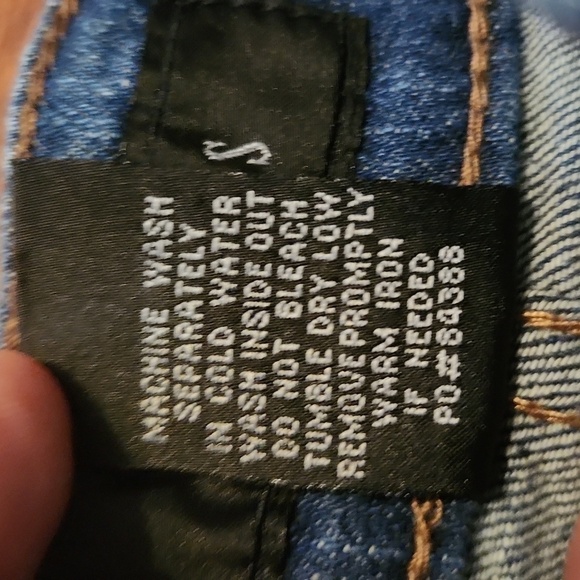 S
MACHINE WASH
SEPARATELY
IN COLD WATER
WASH INSIDE OUT
DO NOT BLEACH
TUMBLE DRY LOW
REMOVE PROMPTLY
WARM IRON
IF NEEDED
PO#64388